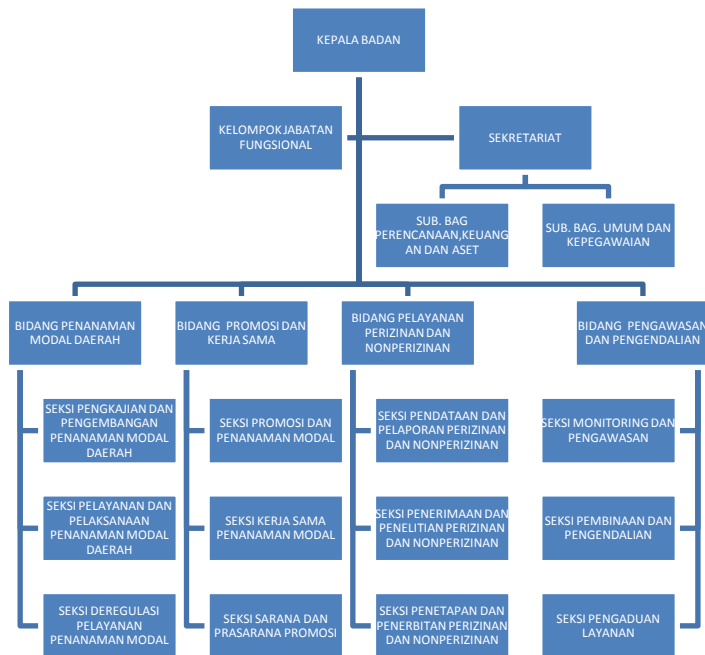 KEPALA BADAN
KELOMPOK JABATAN
FUNGSIONAL
SEKRETARIAT
SUB. BAG
PERENCANAAN,KEUANG
AN DAN ASET
SUB. BAG. UMUM DAN
KEPEGAWAIAN
BIDANG PENANAMAN
MODAL DAERAH
BIDANG PROMOSI DAN
KERJA SAMA
BIDANG PELAYANAN
PERIZINAN DAN
NONPERIZINAN
BIDANG PENGAWASAN
DAN PENGENDALIAN
SEKSI PENGKAJIAN DAN
PENGEMBANGAN
PENANAMAN MODAL
DAERAH
SEKSI PROMOSI DAN
PENANAMAN MODAL
SEKSI PENDATAAN DAN
PELAPORAN PERIZINAN
DAN NONPERIZINAN
SEKSI MONITORING DAN
PENGAWASAN
SEKSI PELAYANAN DAN
PELAKSANAAN
PENANAMAN MODAL
DAERAH
SEKSI KERJA SAMA
PENANAMAN MODAL
SEKSI PENERIMAAN DAN
PENELITIAN PERIZINAN
DAN NONPERIZINAN
SEKSI PEMBINAAN DAN
PENGENDALIAN
SEKSI DEREGULASI
PELAYANAN
PENANAMAN MODAL
SEKSI SARANA DAN
PRASARANA PROMOSI
SEKSI PENETAPAN DAN
PENERBITAN PERIZINAN
DAN NONPERIZINAN
SEKSI PENGADUAN
LAYANAN